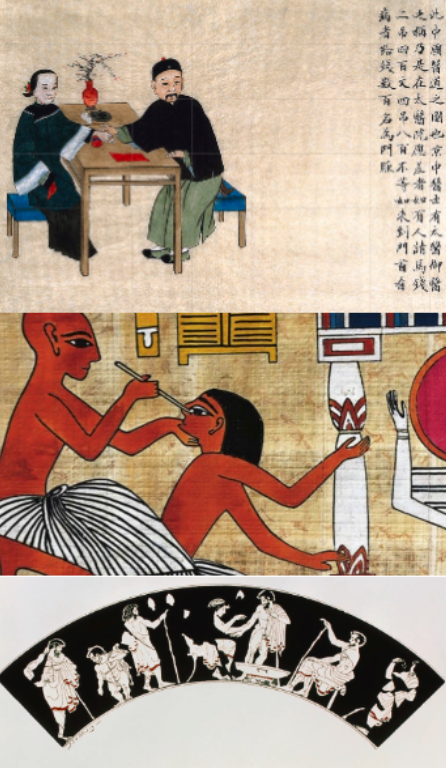 此中國醫道之圖也京中醫士有太醫御醫
之稱乃是在太醫院應差者如有人請馬錢
二吊四百文四吊八百不等如來到門首看
病者給錢數百名為門脈